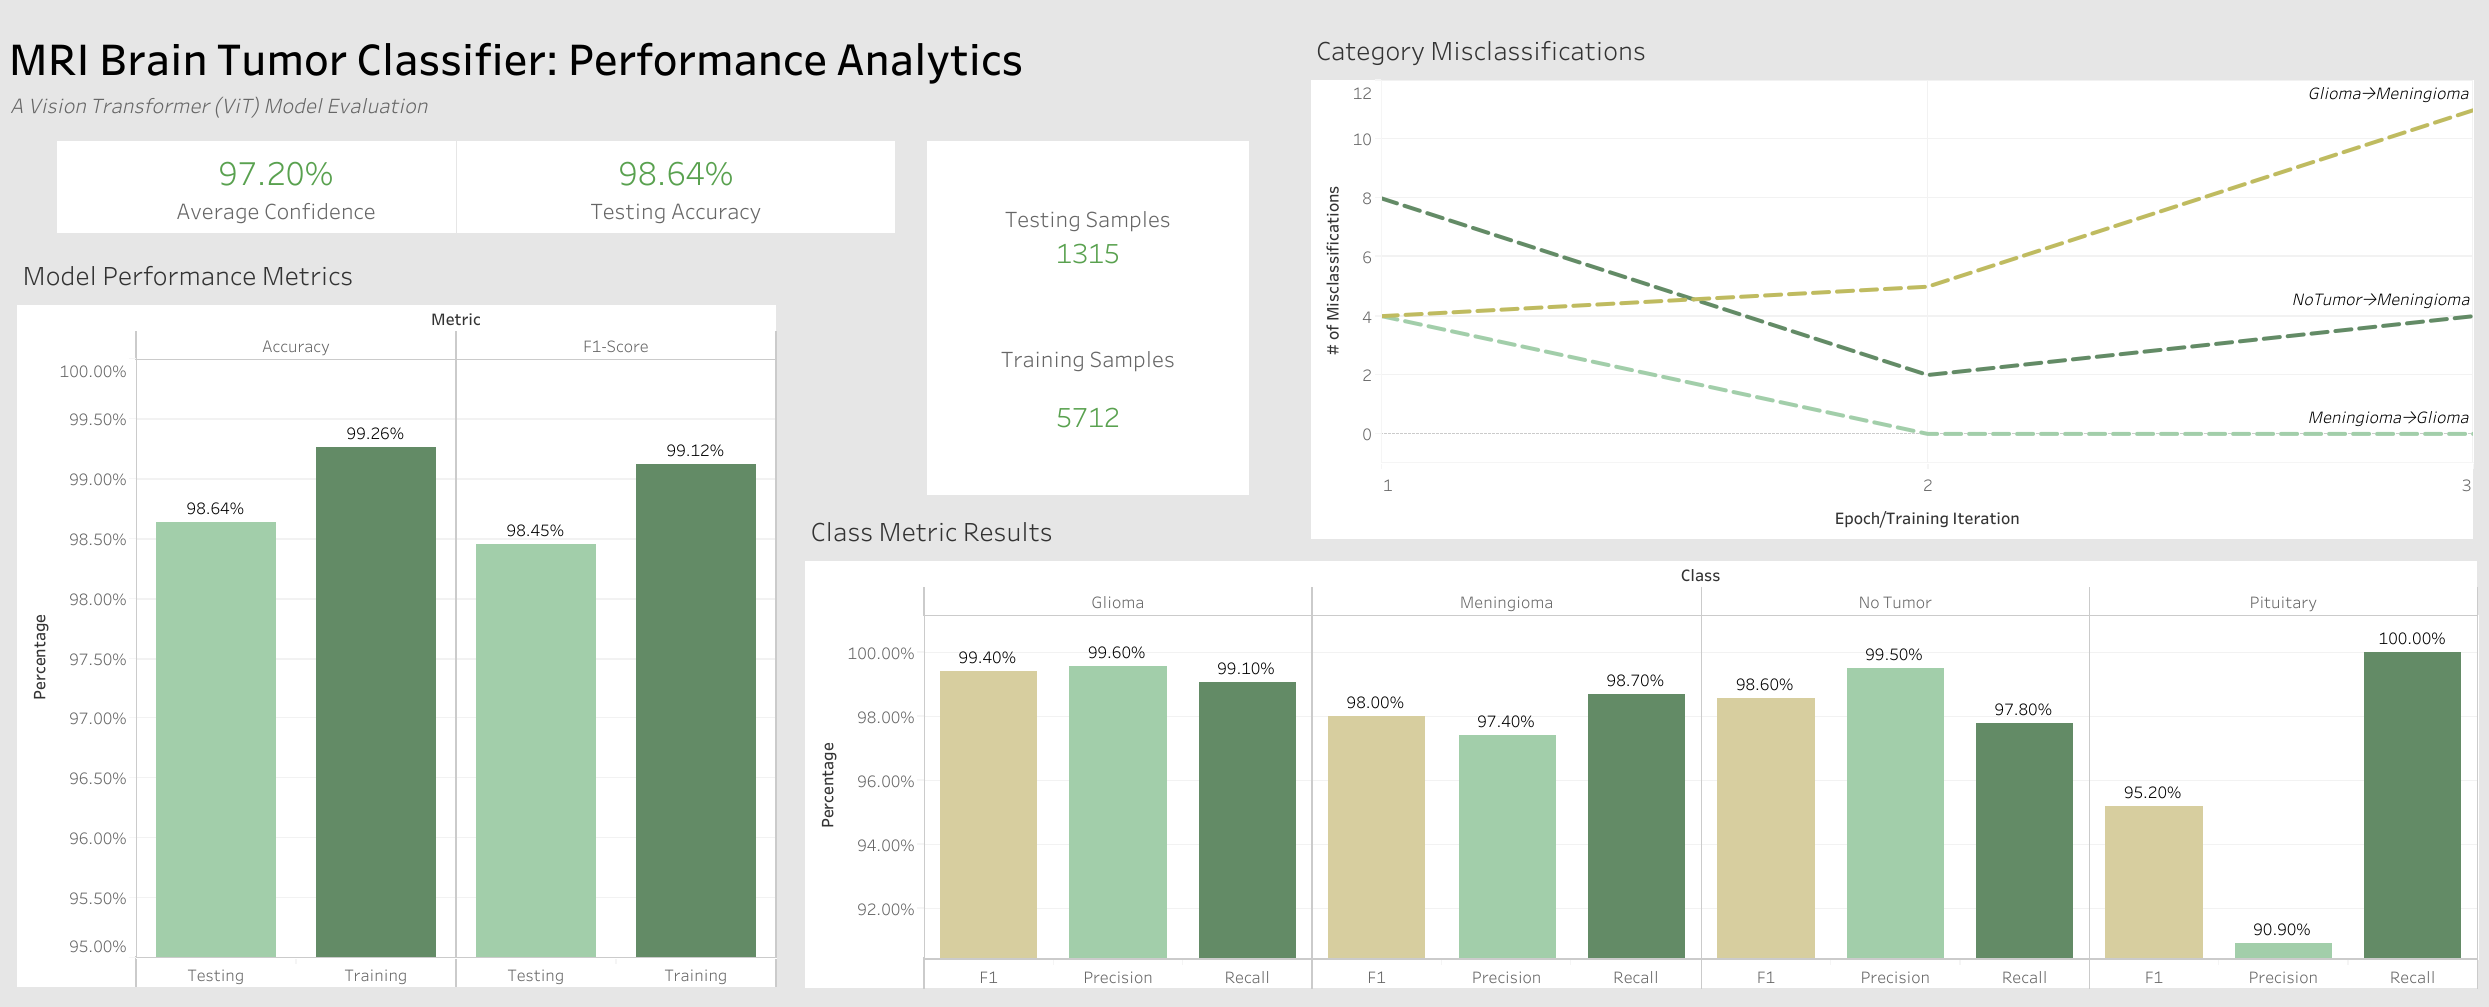 MRI Brain Tumor Classifier: Performance Analytics
A Vision Transformer (ViT) Model Evaluation
97.20%
Average Confidence
98.64%
Testing Accuracy
Testing Samples
1315
Training Samples
5712
Model Performance Metrics
Metric
Accuracy
F1-Score
Percentage
100.00%
99.50%
99.00%
98.50%
98.00%
97.50%
97.00%
96.50%
96.00%
95.50%
95.00%
98.64%
99.26%
98.45%
99.12%
Testing
Training
Testing
Training
Category Misclassifications
# of Misclassifications
12
10
8
6
4
2
0
Glioma→Meningioma
NoTumor→Meningioma
Meningioma→Glioma
1
2
3
Epoch/Training Iteration
Class Metric Results
Class
Glioma
Meningioma
No Tumor
Pituitary
Percentage
100.00%
98.00%
96.00%
94.00%
92.00%
99.40%
99.60%
99.10%
98.00%
97.40%
98.70%
98.60%
99.50%
97.80%
95.20%
90.90%
100.00%
F1
Precision
Recall
F1
Precision
Recall
F1
Precision
Recall
F1
Precision
Recall